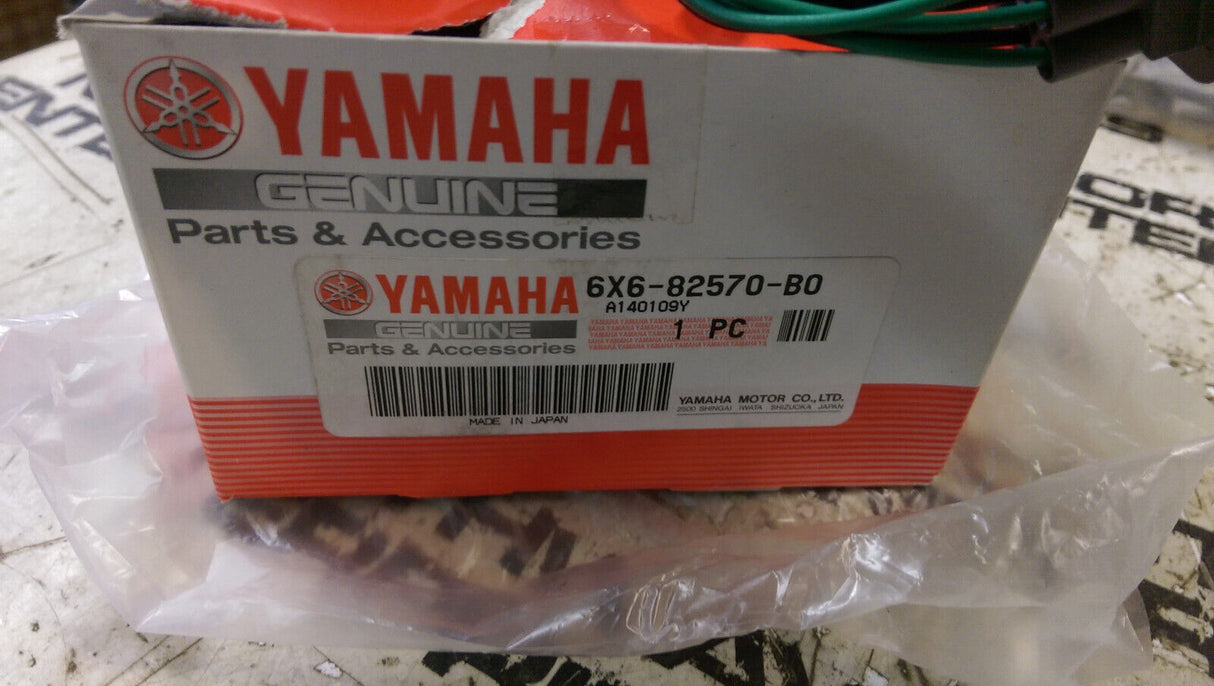 YAMAHA
GENUINE
Parts & Accessories
YAMAHA 6X6-82570-B0
A140109Y
GENUINE
1 PC
Parts & Accessories
YAMAHA MOTOR CO.,LTD.
2500 SHINGAI IWATA SHIZUOKA JAPAN
MADE IN JAPAN